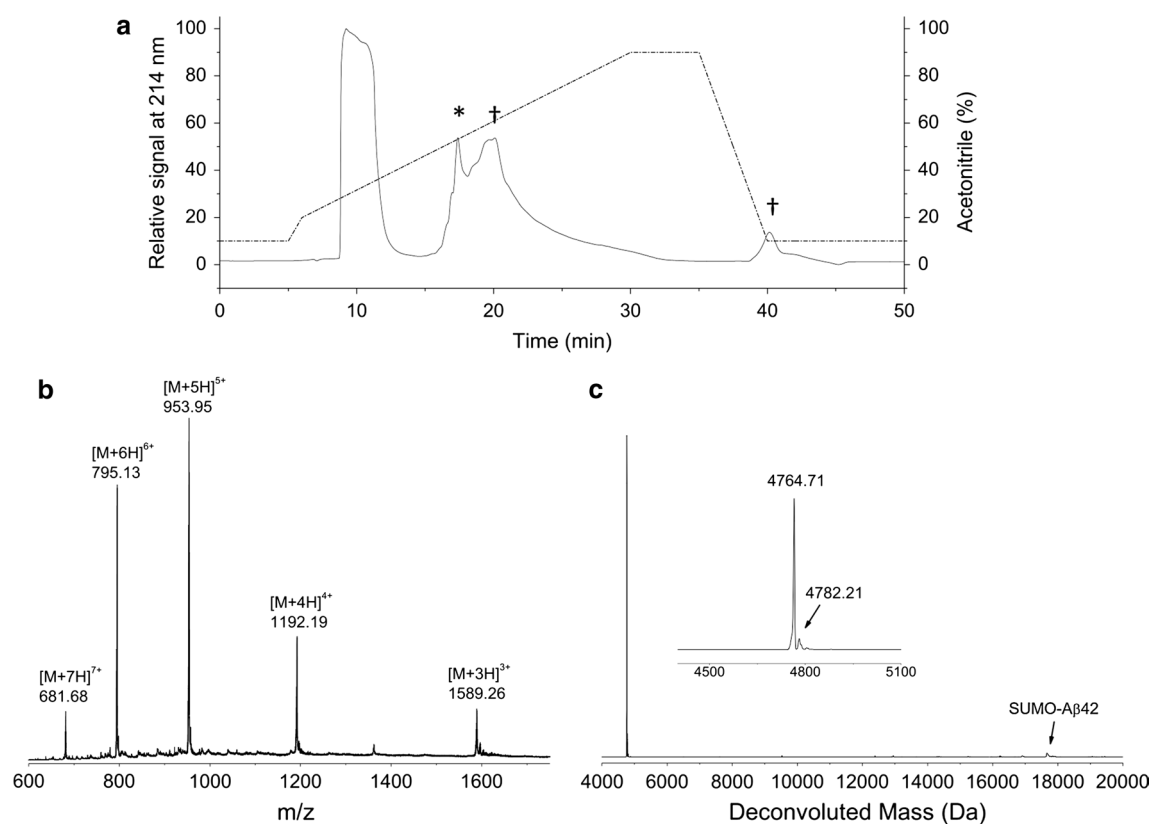 a
Relative signal at 214 nm
100
80
60
40
20
0
*
†
†
100
80
60
40
20
0
Acetonitrile (%)
0 10 20 30 40 50
Time (min)
b
[M+5H]5+
953.95
[M+6H]6+
795.13
[M+4H]4+
1192.19
[M+7H]7+
681.68
[M+3H]3+
1589.26
600 800 1000 1200 1400 1600
m/z
c
4764.71
4782.21
4500 4800 5100
SUMO-Aβ42
4000 6000 8000 10000 12000 14000 16000 18000 20000
Deconvoluted Mass (Da)